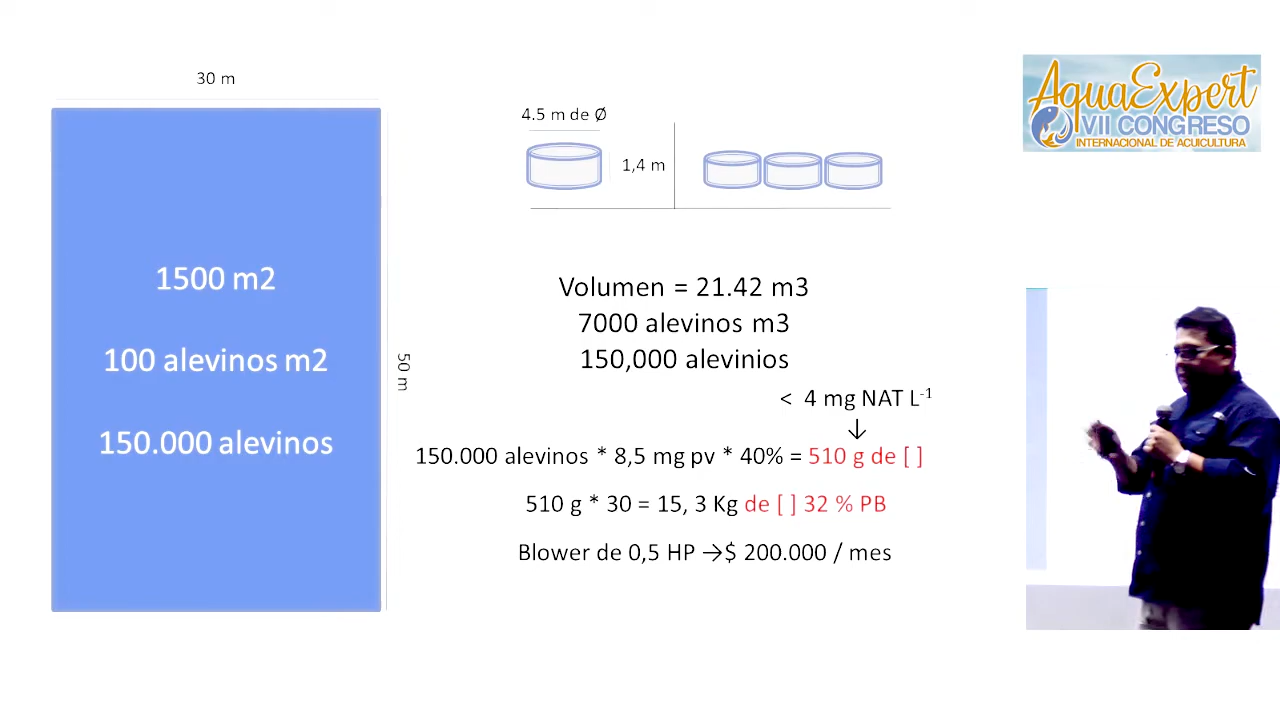 30 m
1500 m2
100 alevinos m2
150.000 alevinos
50 m
4.5 m de Ø
1,4 m
Volumen = 21.42 m3
7000 alevinos m3
150,000 alevinios
< 4 mg NAT L-1
↓
150.000 alevinos * 8,5 mg pv * 40% = 510 g de [ ]
510 g * 30 = 15, 3 Kg de [ ] 32 % PB
Blower de 0,5 HP →$ 200.000 / mes
AquaExpert
VII CONGRESO
INTERNACIONAL DE ACUICULTURA